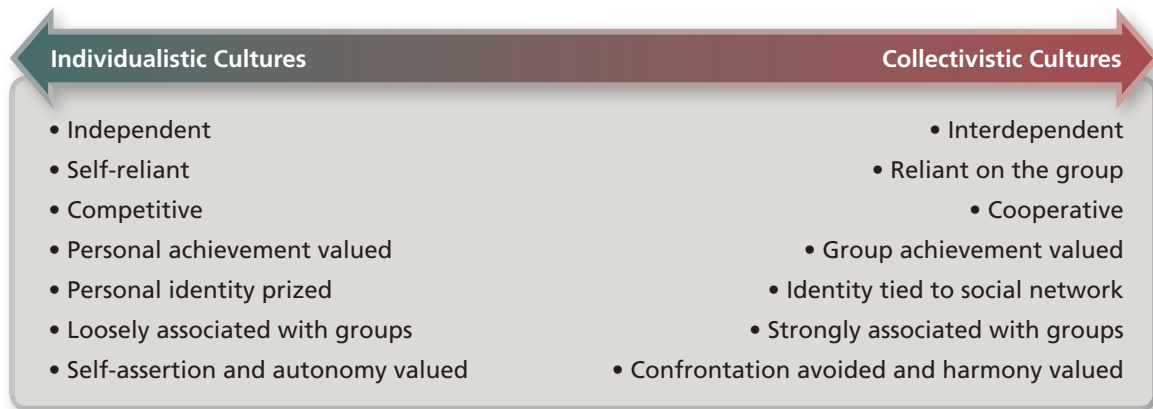 Individualistic Cultures
Collectivistic Cultures
• Independent
• Interdependent
• Self-reliant
• Reliant on the group
• Competitive
• Cooperative
• Personal achievement valued
• Group achievement valued
• Personal identity prized
• Identity tied to social network
• Loosely associated with groups
• Strongly associated with groups
• Self-assertion and autonomy valued
• Confrontation avoided and harmony valued